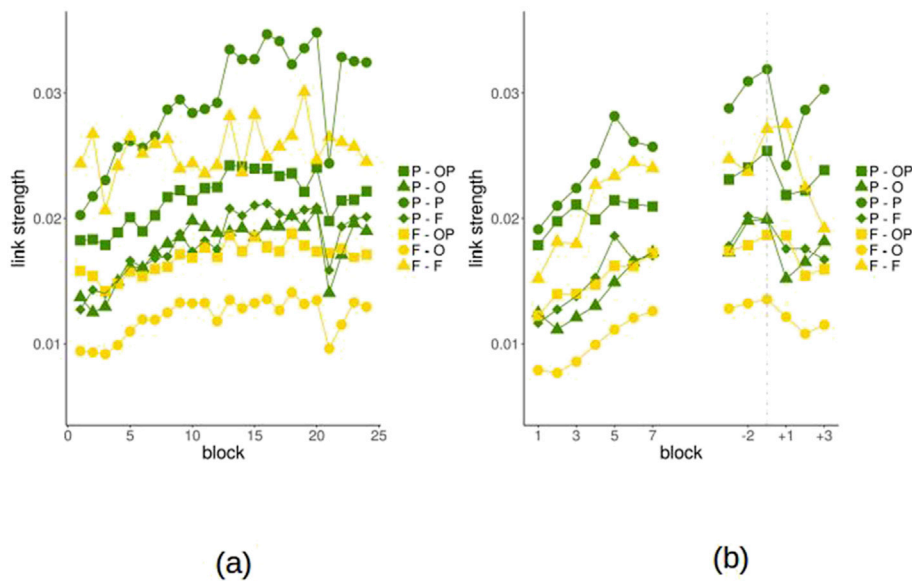 0.03
0.02
0.01
link strength
0
5
10
15
20
25
block
P - OP
P - O
P - P
P - F
F - OP
F - O
F - F
(a)
0.03
0.02
0.01
link strength
1
3
5
7
-2
+1
+3
block
P - OP
P - O
P - P
P - F
F - OP
F - O
F - F
(b)